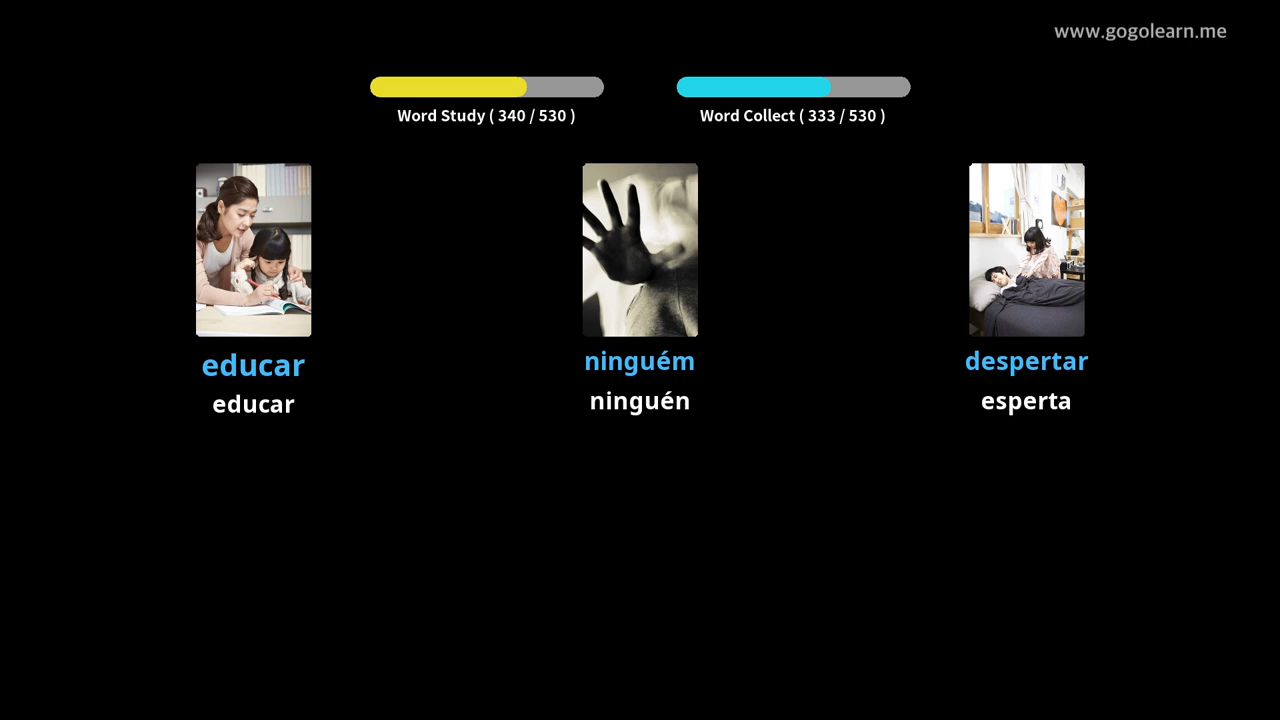 www.gogolearn.me
Word Study ( 340 / 530 )
Word Collect ( 333 / 530 )
educar
educar
ninguém
ninguén
despertar
esperta